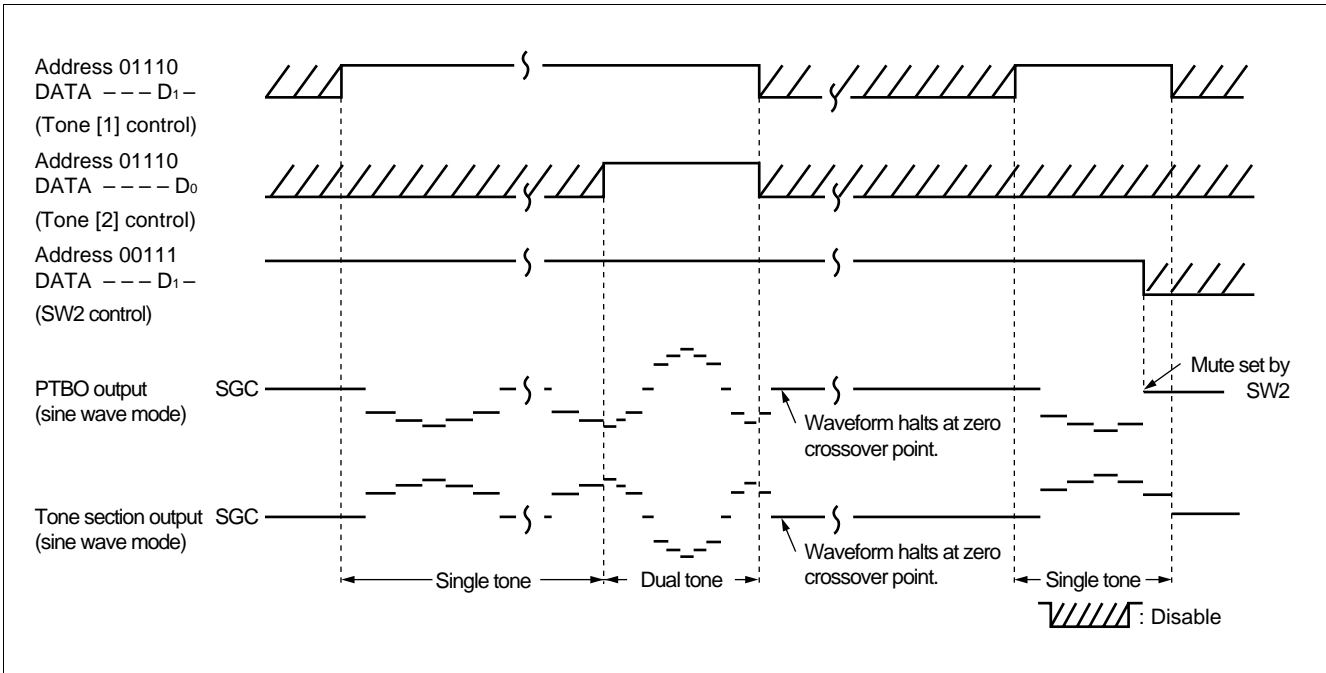 Address 01110
DATA – – – D1 –
(Tone [1] control)
Address 01110
DATA – – – – D0
(Tone [2] control)
Address 00111
DATA – – – D1 –
(SW2 control)
PTBO output
(sine wave mode)
SGC
Mute set by
SW2
Waveform halts at zero
crossover point.
Tone section output
(sine wave mode)
SGC
Waveform halts at zero
crossover point.
Single tone
Dual tone
Single tone
: Disable